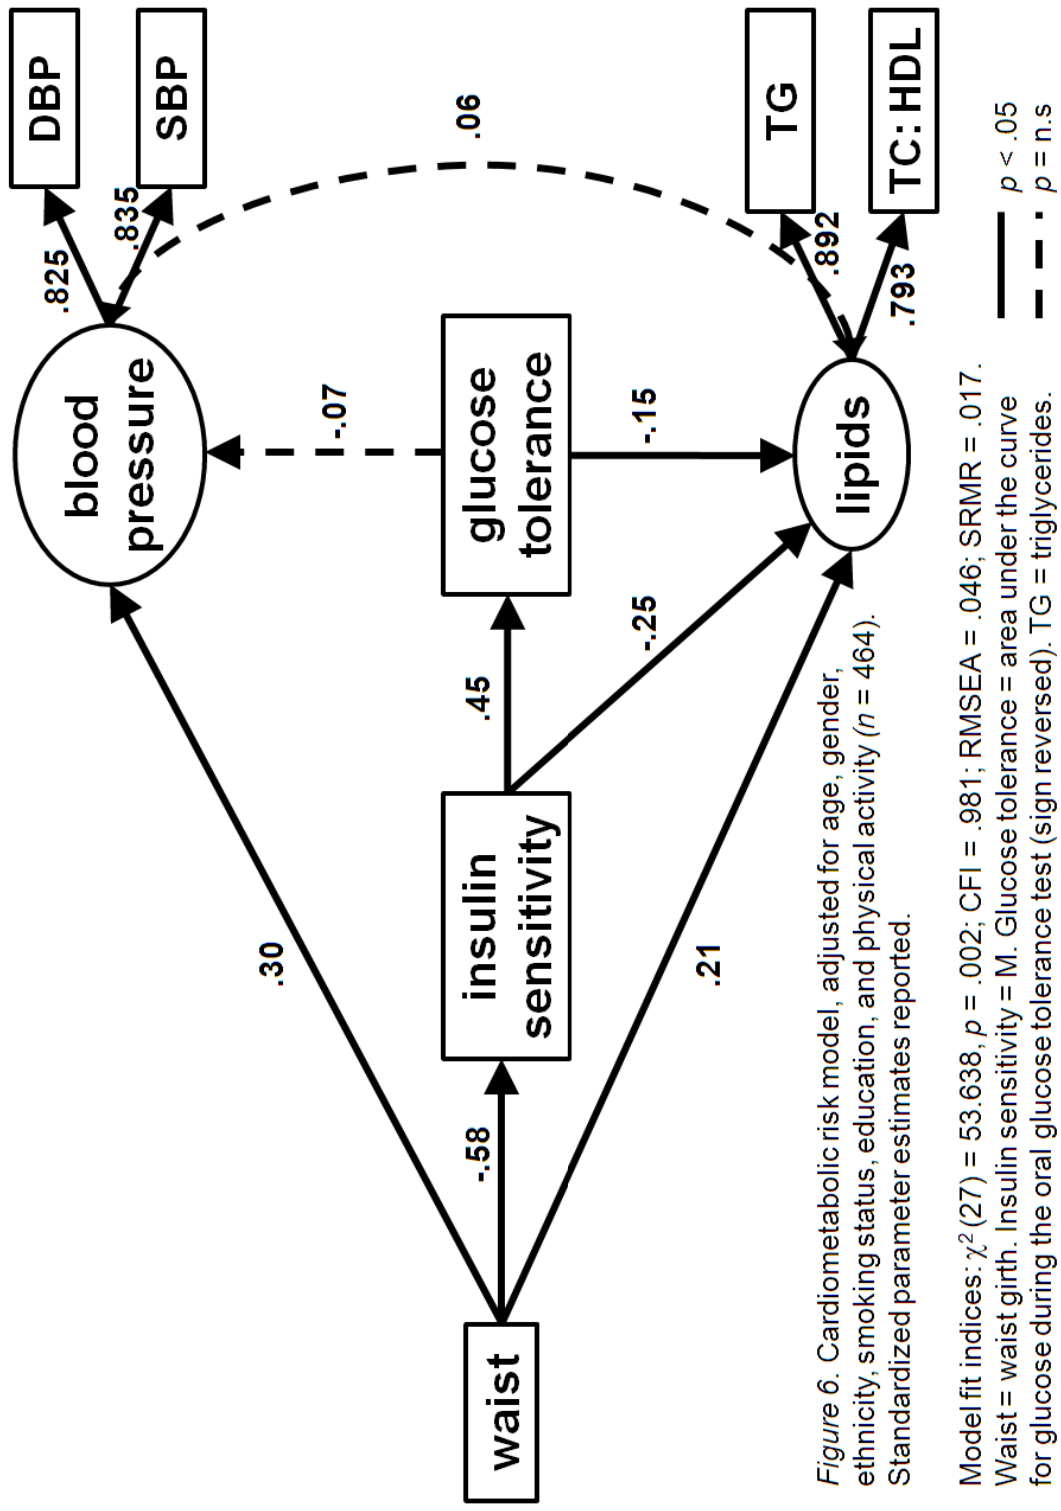 DBP
SBP
.825
.835
blood
pressure
.06
.30
-.07
waist
-.58
insulin
sensitivity
.45
glucose
tolerance
-.25
-.15
.21
lipids
.892
.793
TG
TC: HDL
Figure 6. Cardiometabolic risk model, adjusted for age, gender,
ethnicity, smoking status, education, and physical activity (n = 464).
Standardized parameter estimates reported.
Model fit indices: χ²(27) = 53.638, p = .002; CFI = .981; RMSEA = .046; SRMR = .017.
Waist = waist girth. Insulin sensitivity = M. Glucose tolerance = area under the curve
for glucose during the oral glucose tolerance test (sign reversed). TG = triglycerides.
p < .05
p = n.s